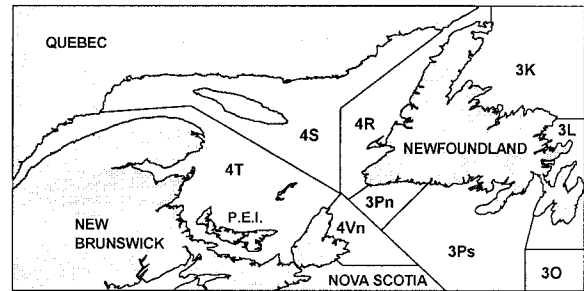 QUEBEC
3K
4R
3L
4S
NEWFOUNDLAND
4T
3Pn
P.E.I.
4Vn
NEW
BRUNSWICK
3Ps
NOVA SCOTIA
3O